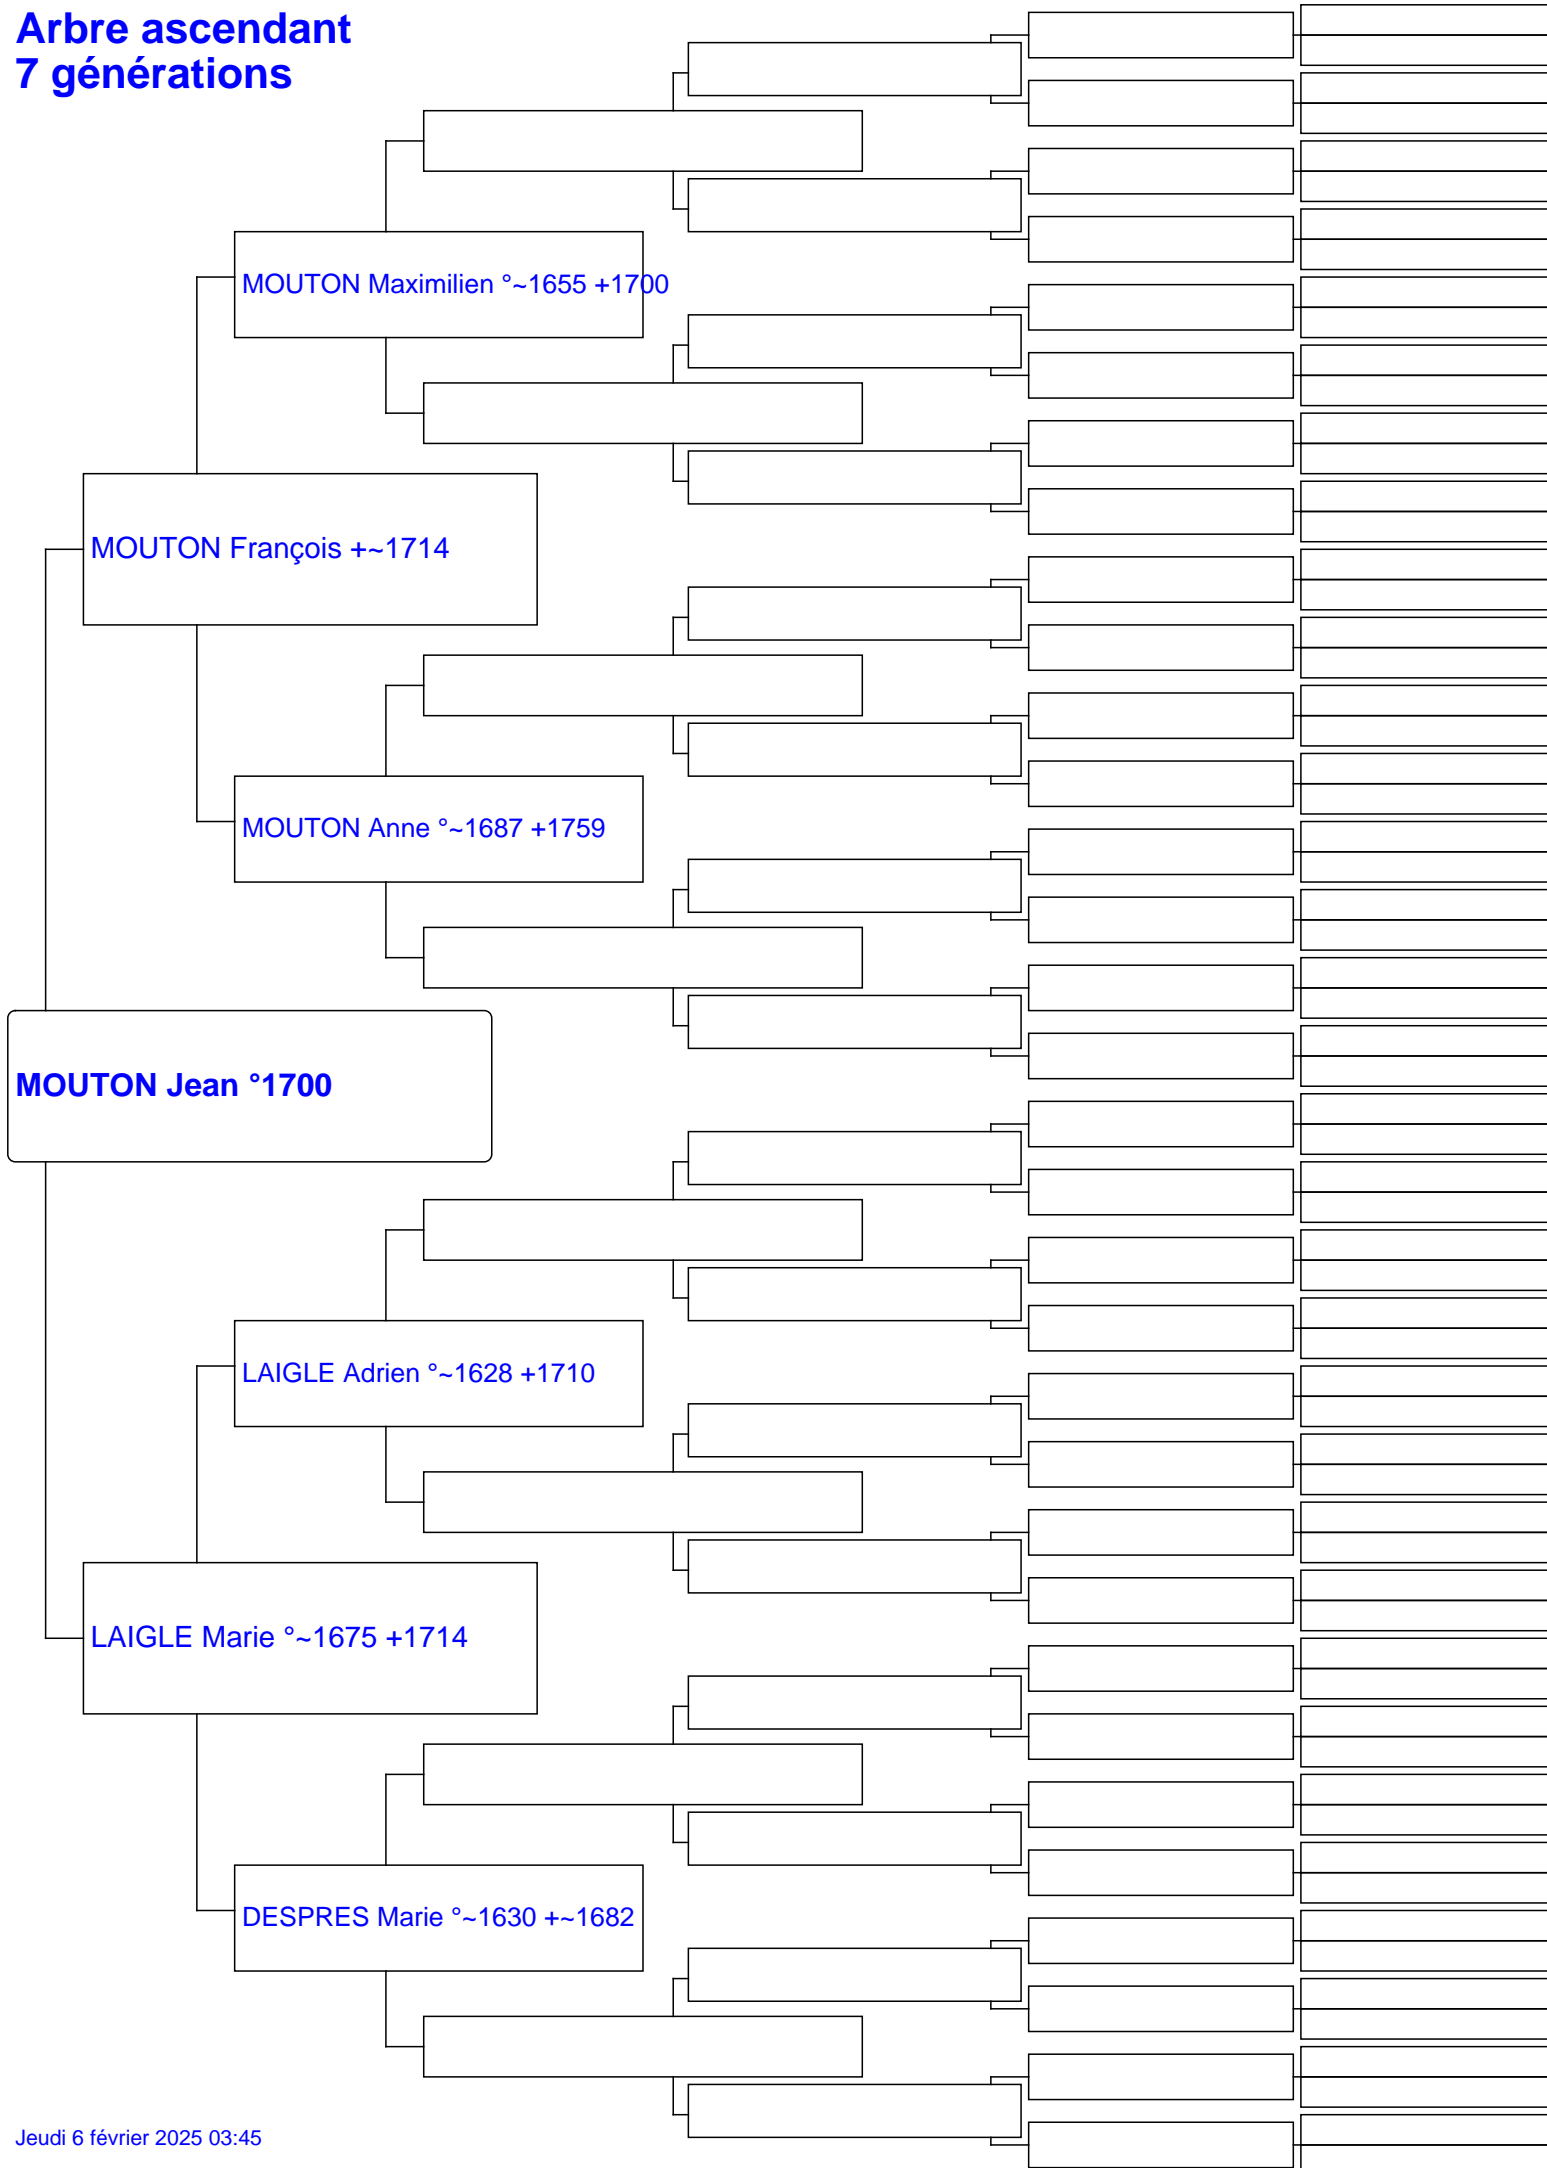 Arbre ascendant
7 générations
MOUTON Maximilien °~1655 +1700
MOUTON François +~1714
MOUTON Anne °~1687 +1759
MOUTON Jean °1700
LAIGLE Adrien °~1628 +1710
LAIGLE Marie °~1675 +1714
DESPRES Marie °~1630 +~1682
Jeudi 6 février 2025 03:45